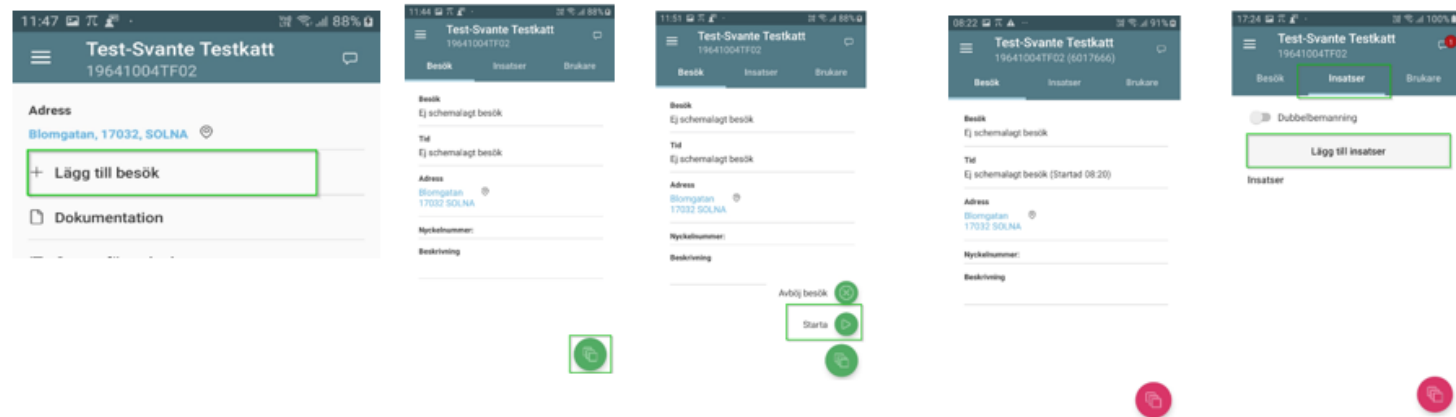 11:47 88%
Test-Svante Testkatt
19641004TF02
Adress
Blomgatan, 17032, SOLNA
+ Lägg till besök
Dokumentation
11:44 88%
Test-Svante Testkatt
19641004TF02
Besök Insatser Brukare
Besök
Ej schemalagt besök
Tid
Ej schemalagt besök
Adress
Blomgatan
17032 SOLNA
Nyckelnummer:
Beskrivning
11:51 88%
Test-Svante Testkatt
19641004TF02
Besök Insatser Brukare
Besök
Ej schemalagt besök
Tid
Ej schemalagt besök
Adress
Blomgatan
17032 SOLNA
Nyckelnummer:
Beskrivning
Avböj besök
Starta
08:22 91%
Test-Svante Testkatt
19641004TF02 (6017666)
Besök Insatser Brukare
Besök
Ej schemalagt besök
Tid
Ej schemalagt besök (Startad 08:20)
Adress
Blomgatan
17032 SOLNA
Nyckelnummer:
Beskrivning
17:24 100%
Test-Svante Testkatt
19641004TF02
1
Besök Insatser Brukare
Dubbelbemanning
Lägg till insatser
Insatser